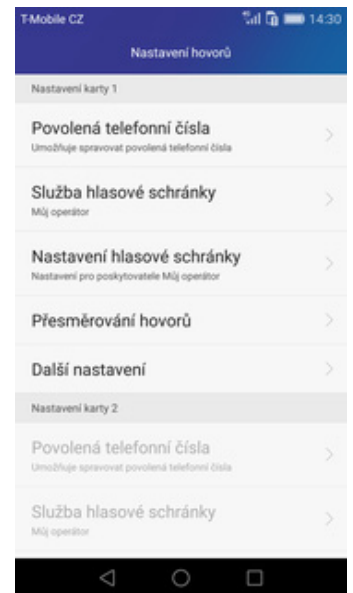 T-Mobile CZ 14:30
Nastavení hovorů
Nastavení karty 1
Povolená telefonní čísla
Umožňuje spravovat povolená telefonní čísla
Služba hlasové schránky
Můj operátor
Nastavení hlasové schránky
Nastavení pro poskytovatele Můj operátor
Přesměrování hovorů
Další nastavení
Nastavení karty 2
Povolená telefonní čísla
Umožňuje spravovat povolená telefonní čísla
Služba hlasové schránky
Můj operátor